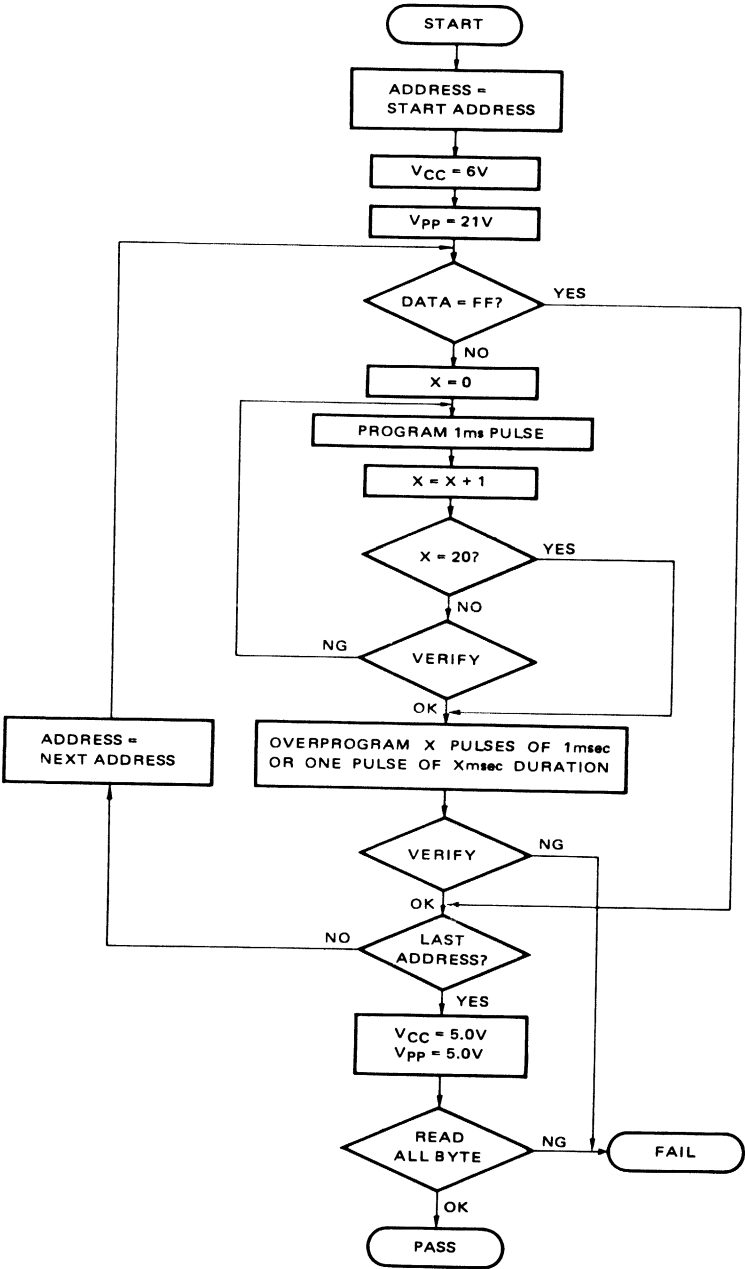 START
ADDRESS =
START ADDRESS
VCC = 6V
VPP = 21V
DATA = FF?
YES
NO
X = 0
PROGRAM 1ms PULSE
X = X + 1
X = 20?
YES
NO
NG
VERIFY
OK
ADDRESS =
NEXT ADDRESS
OVERPROGRAM X PULSES OF 1msec
OR ONE PULSE OF Xmsec DURATION
VERIFY
NG
OK
NO
LAST
ADDRESS?
YES
VCC = 5.0V
VPP = 5.0V
READ
ALL BYTE
NG
FAIL
OK
PASS